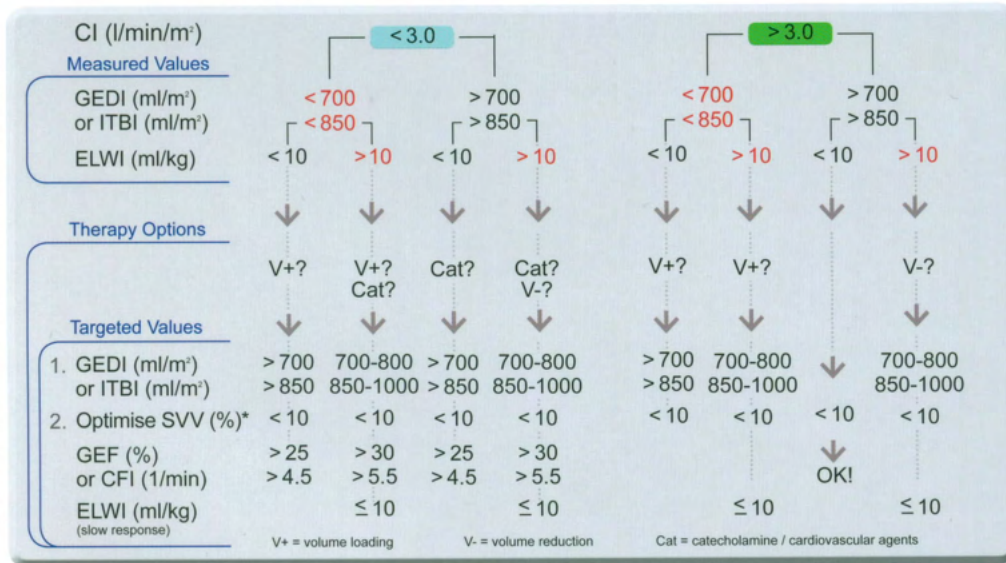 CI (l/min/m²) <3.0 >3.0
Measured Values
GEDI (ml/m²) <700 >700 <700 >700
or ITBI (ml/m²) <850 >850 <850 >850
ELWI (ml/kg) <10 >10 <10 >10 <10 >10 <10 >10
Therapy Options
V+? V+? Cat? Cat? V+? V+? V-?
Cat? V-?
Targeted Values
1. GEDI (ml/m²) >700 700-800 >700 700-800 >700 700-800 700-800
or ITBI (ml/m²) >850 850-1000 >850 850-1000 >850 850-1000 850-1000
2. Optimise SVV (%)* <10 <10 <10 <10 <10 <10 <10 <10
GEF (%) >25 >30 >25 >30
or CFI (1/min) >4.5 >5.5 >4.5 >5.5 OK!
ELWI (ml/kg) ≤10 ≤10 ≤10 ≤10
(slow response)
V+ = volume loading V- = volume reduction Cat = catecholamine / cardiovascular agents